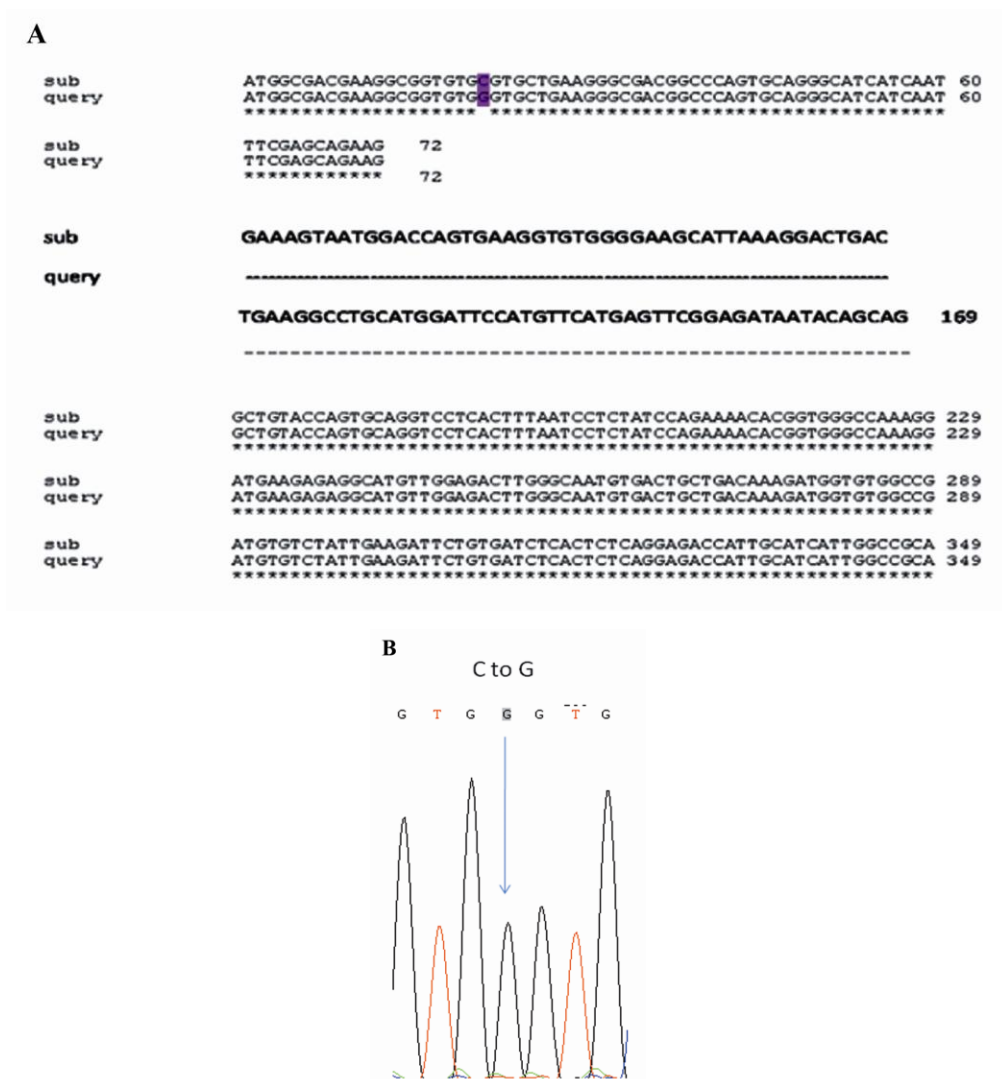 A
sub ATGGCGACGAAGGCGGTGTGCGTGCTGAAGGGCGACGGCCCAGTGCAGGGCATCATCAAT 60
query ATGGCGACGAAGGCGGTGTGGGTGCTGAAGGGCGACGGCCCAGTGCAGGGCATCATCAAT 60
******************** ***************************************
sub TTCGAGCAGAAG 72
query TTCGAGCAGAAG
************ 72
sub GAAAGTAATGGACCAGTGAAGGTGTGGGGAAGCATTAAAGGACTGAC
query ------------------------------------------------
TGAAGGCCTGCATGGATTCCATGTTCATGAGTTCGGAGATAATACAGCAG 169
--------------------------------------------------
sub GCTGTACCAGTGCAGGTCCTCACTTTAATCCTCTATCCAGAAAACACGGTGGGCCAAAGG 229
query GCTGTACCAGTGCAGGTCCTCACTTTAATCCTCTATCCAGAAAACACGGTGGGCCAAAGG 229
************************************************************
sub ATGAAGAGAGGCATGTTGGAGACTTGGGCAATGTGACTGCTGACAAAGATGGTGTGGCCG 289
query ATGAAGAGAGGCATGTTGGAGACTTGGGCAATGTGACTGCTGACAAAGATGGTGTGGCCG 289
************************************************************
sub ATGTGTCTATTGAAGATTCTGTGATCTCACTCTCAGGAGACCATTGCATCATTGGCCGCA 349
query ATGTGTCTATTGAAGATTCTGTGATCTCACTCTCAGGAGACCATTGCATCATTGGCCGCA 349
************************************************************
B
C to G
G T G G G T G